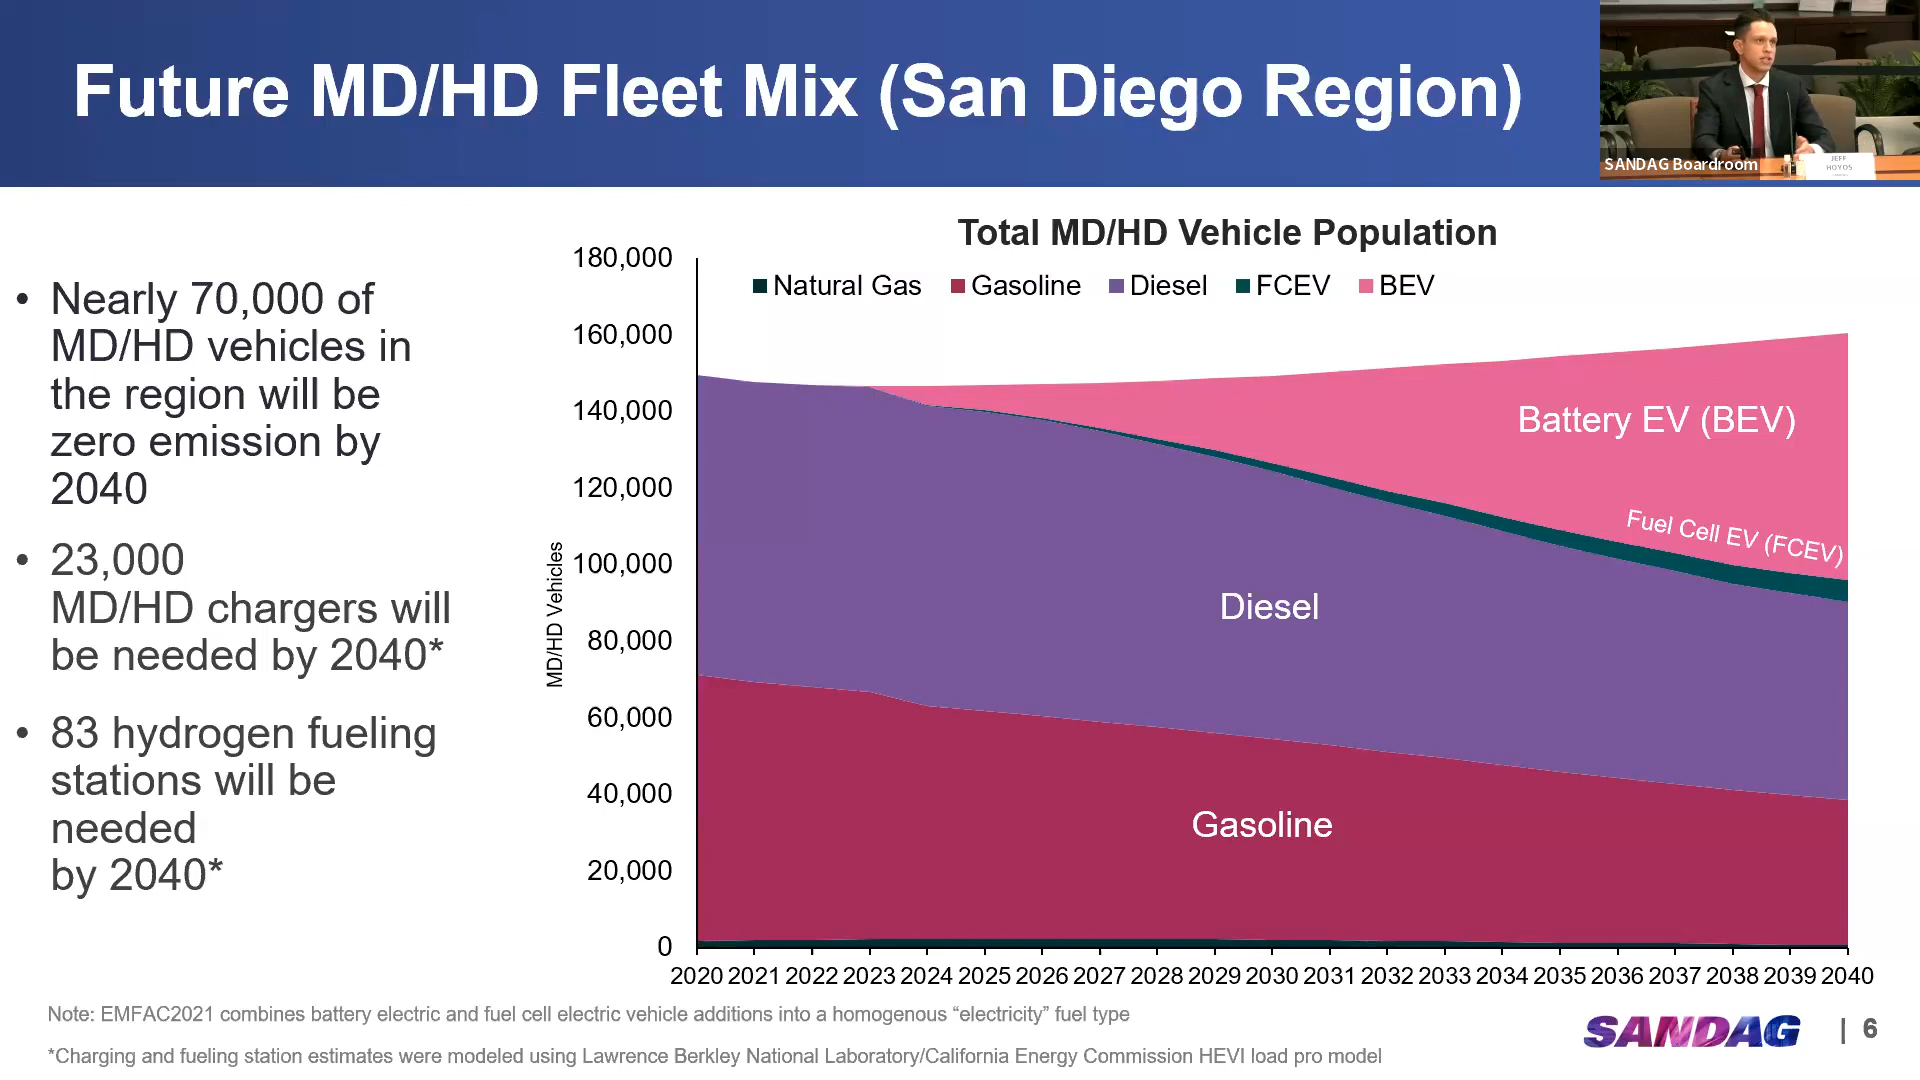 Future MD/HD Fleet Mix (San Diego Region)
SANDAG Boardroom
JEFF
HOYOS
• Nearly 70,000 of
MD/HD vehicles in
the region will be
zero emission by
2040
• 23,000
MD/HD chargers will
be needed by 2040*
• 83 hydrogen fueling
stations will be
needed
by 2040*
Total MD/HD Vehicle Population
Natural Gas Gasoline Diesel FCEV BEV
MD/HD Vehicles
180,000
160,000
140,000
120,000
100,000
80,000
60,000
40,000
20,000
0
Battery EV (BEV)
Fuel Cell EV (FCEV)
Diesel
Gasoline
2020 2021 2022 2023 2024 2025 2026 2027 2028 2029 2030 2031 2032 2033 2034 2035 2036 2037 2038 2039 2040
Note: EMFAC2021 combines battery electric and fuel cell electric vehicle additions into a homogenous “electricity” fuel type
*Charging and fueling station estimates were modeled using Lawrence Berkley National Laboratory/California Energy Commission HEVI load pro model
SANDAG | 6